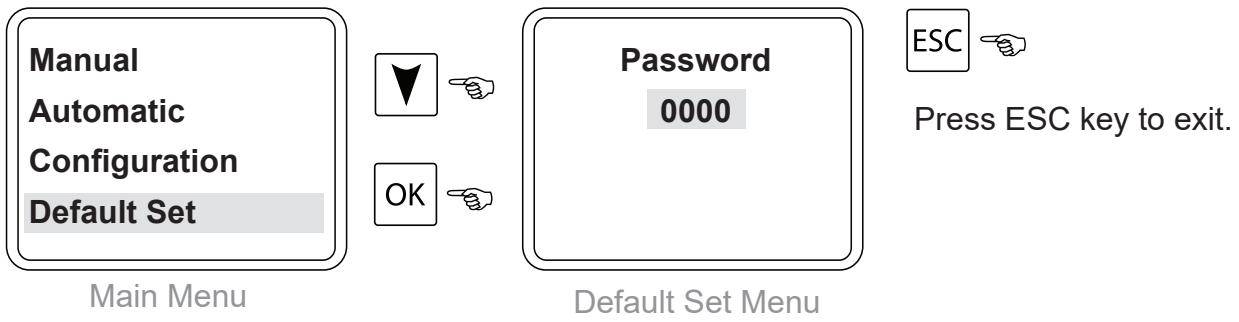 Manual
Automatic
Configuration
Default Set
Main Menu
OK
Password
0000
Default Set Menu
ESC
Press ESC key to exit.